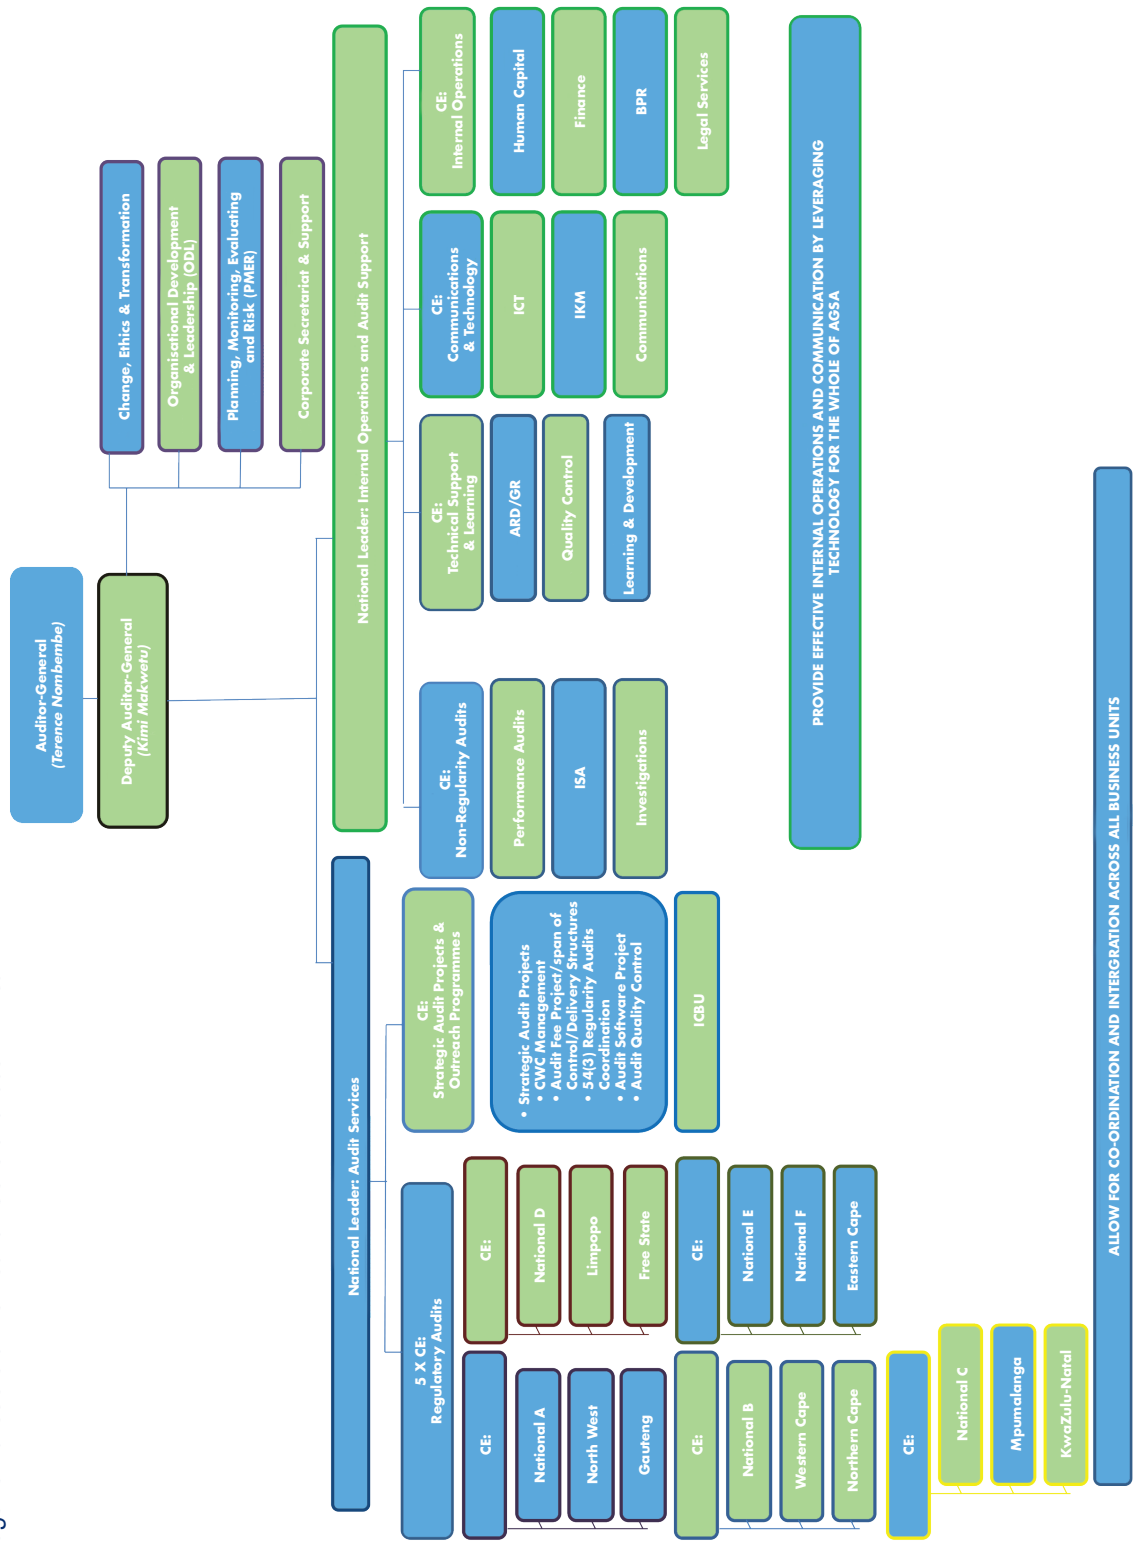 Auditor-General
(Terence Nombembe)
Deputy Auditor-General
(Kimi Makwetu)
Change, Ethics & Transformation
Organisational Development
& Leadership (ODL)
Planning, Monitoring, Evaluating
and Risk (PMER)
Corporate Secretariat & Support
National Leader: Audit Services
National Leader: Internal Operations and Audit Support
5 X CE:
Regulatory Audits
CE:
National A
North West
Gauteng
CE:
National D
Limpopo
Free State
CE:
National B
Western Cape
Northern Cape
CE:
National E
National F
Eastern Cape
CE:
National C
Mpumalanga
KwaZulu-Natal
CE:
Strategic Audit Projects &
Outreach Programmes
• Strategic Audit Projects
• CWC Management
• Audit Fee Project/span of
Control/Delivery Structures
• 54(3) Regularity Audits
Coordination
• Audit Software Project
• Audit Quality Control
ICBU
CE:
Non-Regularity Audits
Performance Audits
ISA
Investigations
CE:
Technical Support
& Learning
ARD/GR
Quality Control
Learning & Development
CE:
Communications
& Technology
ICT
IKM
Communications
CE:
Internal Operations
Human Capital
Finance
BPR
Legal Services
PROVIDE EFFECTIVE INTERNAL OPERATIONS AND COMMUNICATION BY LEVERAGING
TECHNOLOGY FOR THE WHOLE OF AGSA
ALLOW FOR CO-ORDINATION AND INTERGRATION ACROSS ALL BUSINESS UNITS